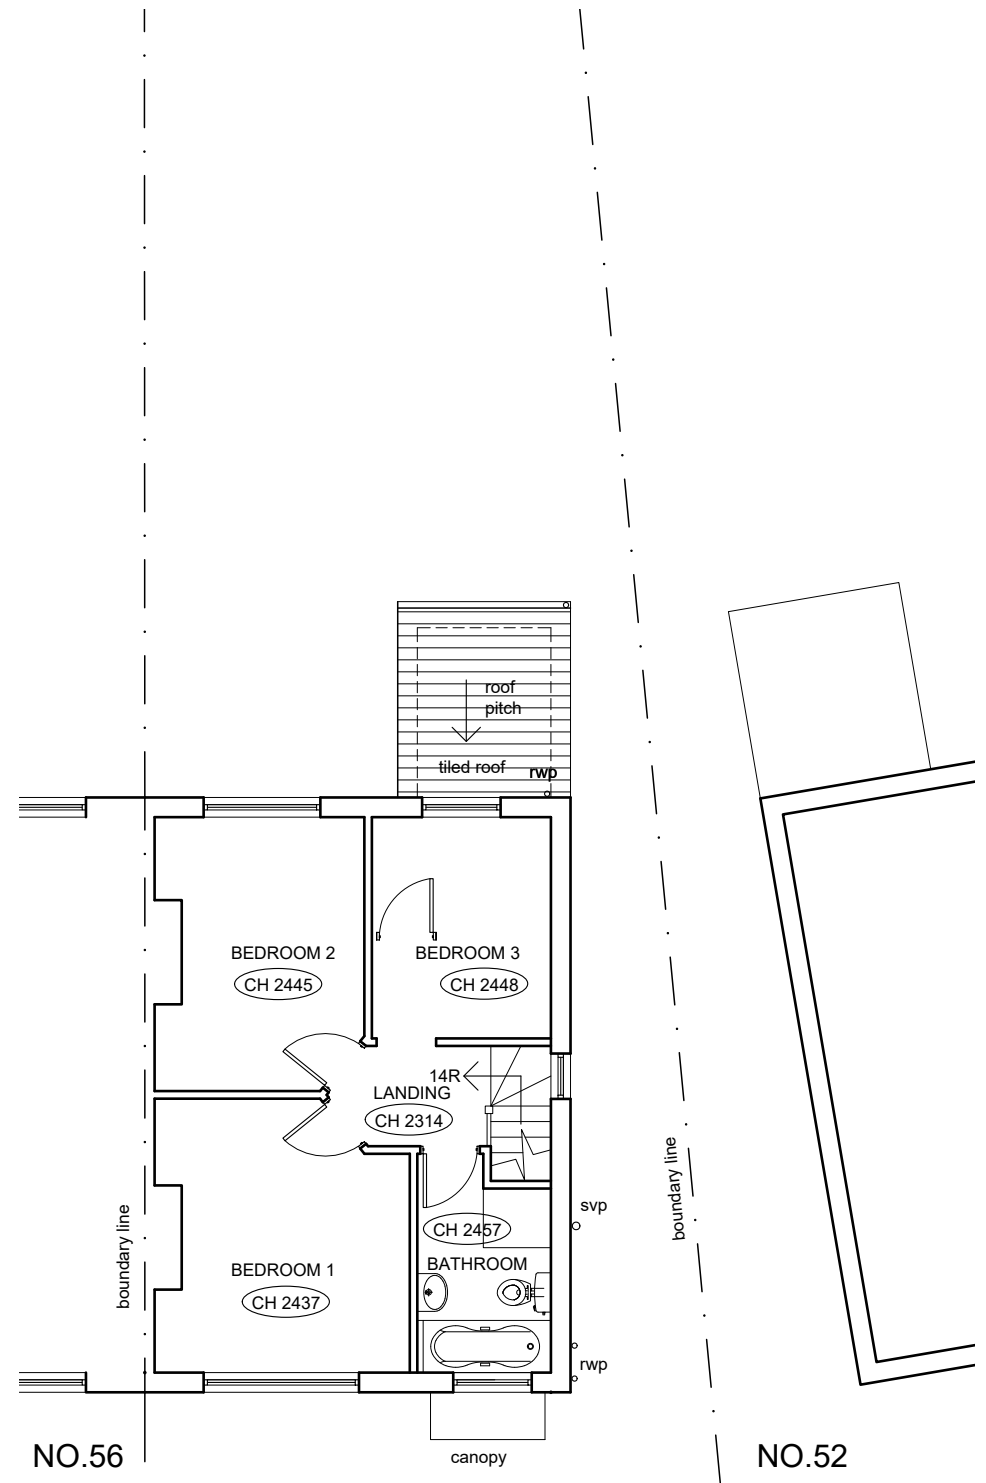 roof
pitch
tiled roof
rwp
BEDROOM 2
CH 2445
BEDROOM 3
CH 2448
14R
LANDING
CH 2314
boundary line
svp
CH 2457
BATHROOM
boundary line
BEDROOM 1
CH 2437
rwp
NO.56
canopy
NO.52